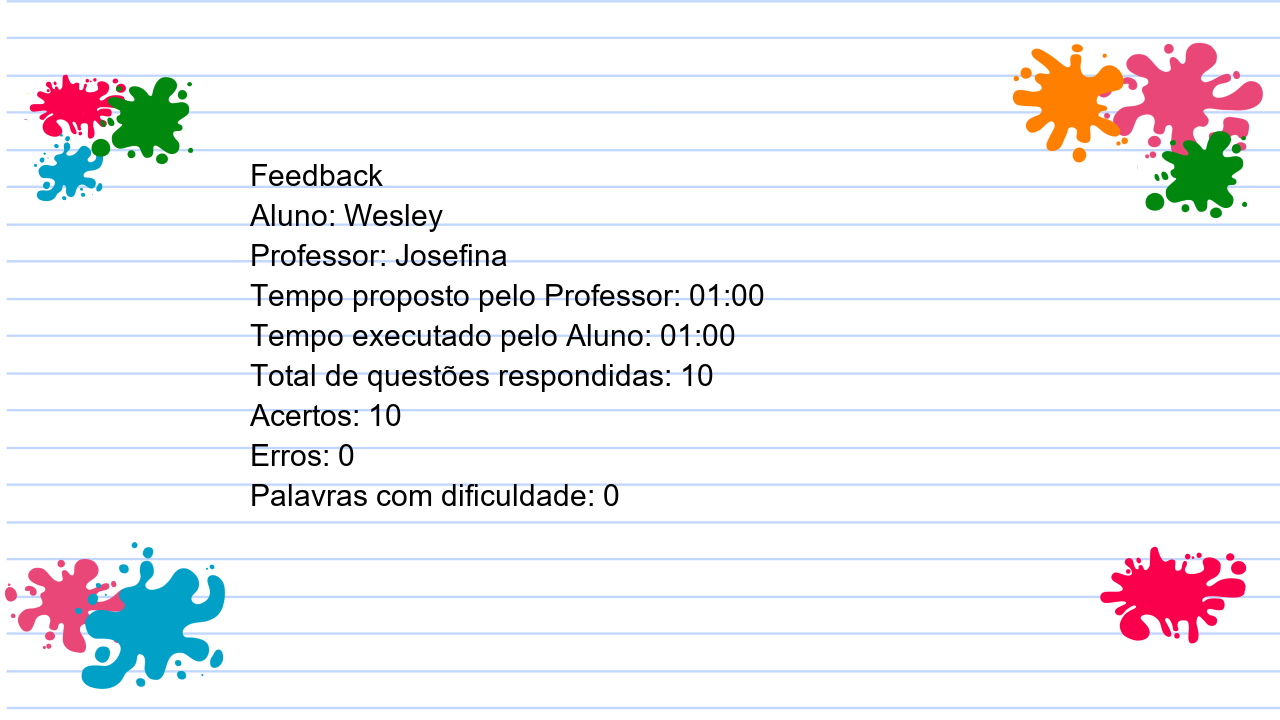 Feedback
Aluno: Wesley
Professor: Josefina
Tempo proposto pelo Professor: 01:00
Tempo executado pelo Aluno: 01:00
Total de questões respondidas: 10
Acertos: 10
Erros: 0
Palavras com dificuldade: 0